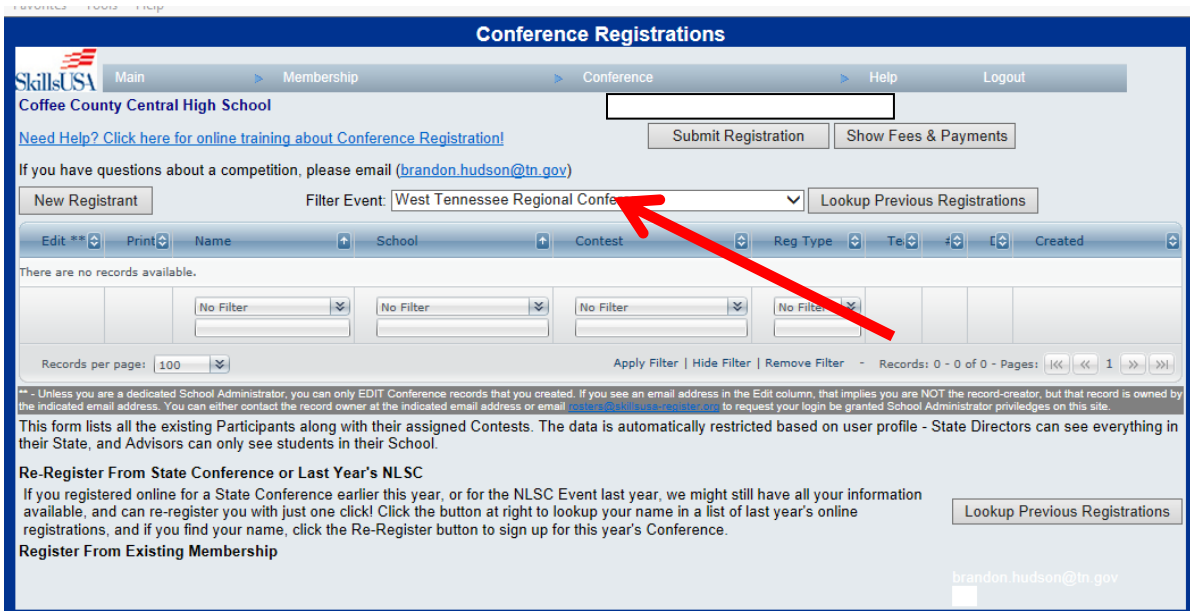 Favorites Tools Help
Conference Registrations
SkillsUSA Main Membership Conference Help Logout
Coffee County Central High School
Need Help? Click here for online training about Conference Registration! Submit Registration Show Fees & Payments
If you have questions about a competition, please email (brandon.hudson@tn.gov)
New Registrant Filter Event: West Tennessee Regional Lookup Previous Registrations
Edit ** Print Name School Contest Reg Type Created
There are no records available.
No Filter No Filter No Filter No Filter
Records per page: 100 Apply Filter | Hide Filter | Remove Filter - Records: 0 - 0 of 0 - Pages: 1
** - Unless you are a dedicated School Administrator, you can only EDIT Conference records that you created. If you see an email address in the Edit column, that implies you are NOT the record-creator, but that record is owned by
the indicated email address. You can either contact the record owner at the indicated email address or email rosters@skillsusa-register.org to request your login be granted School Administrator priviledges on this site.
This form lists all the existing Participants along with their assigned Contests. The data is automatically restricted based on user profile - State Directors can see everything in
their State, and Advisors can only see students in their School.
Re-Register From State Conference or Last Year's NLSC
If you registered online for a State Conference earlier this year, or for the NLSC Event last year, we might still have all your information
available, and can re-register you with just one click! Click the button at right to lookup your name in a list of last year's online
registrations, and if you find your name, click the Re-Register button to sign up for this year's Conference.
Lookup Previous Registrations
Register From Existing Membership
brandon.hudson@tn.gov